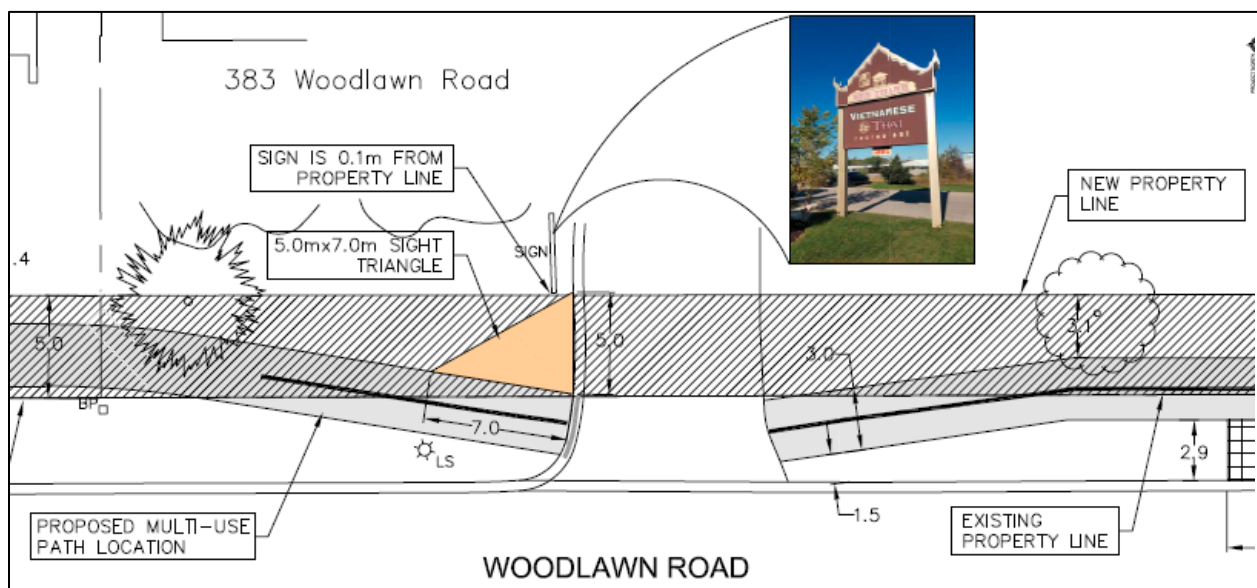 383 Woodlawn Road
SIGN IS 0.1m FROM
PROPERTY LINE
VIETNAMESE
& THAI
NEW PROPERTY
LINE
5.0mx7.0m SIGHT
TRIANGLE
SIGN
.4
5.0
5.0
3.1
3.0
BP
7.0
LS
2.9
1.5
PROPOSED MULTI-USE
PATH LOCATION
EXISTING
PROPERTY LINE
WOODLAWN ROAD